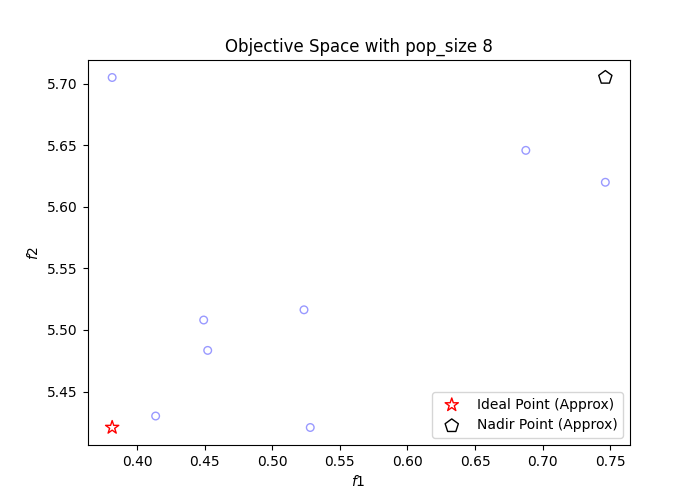 Objective Space with pop_size 8
f2
5.70
5.65
5.60
5.55
5.50
5.45
0.40 0.45 0.50 0.55 0.60 0.65 0.70 0.75
f1
Ideal Point (Approx)
Nadir Point (Approx)